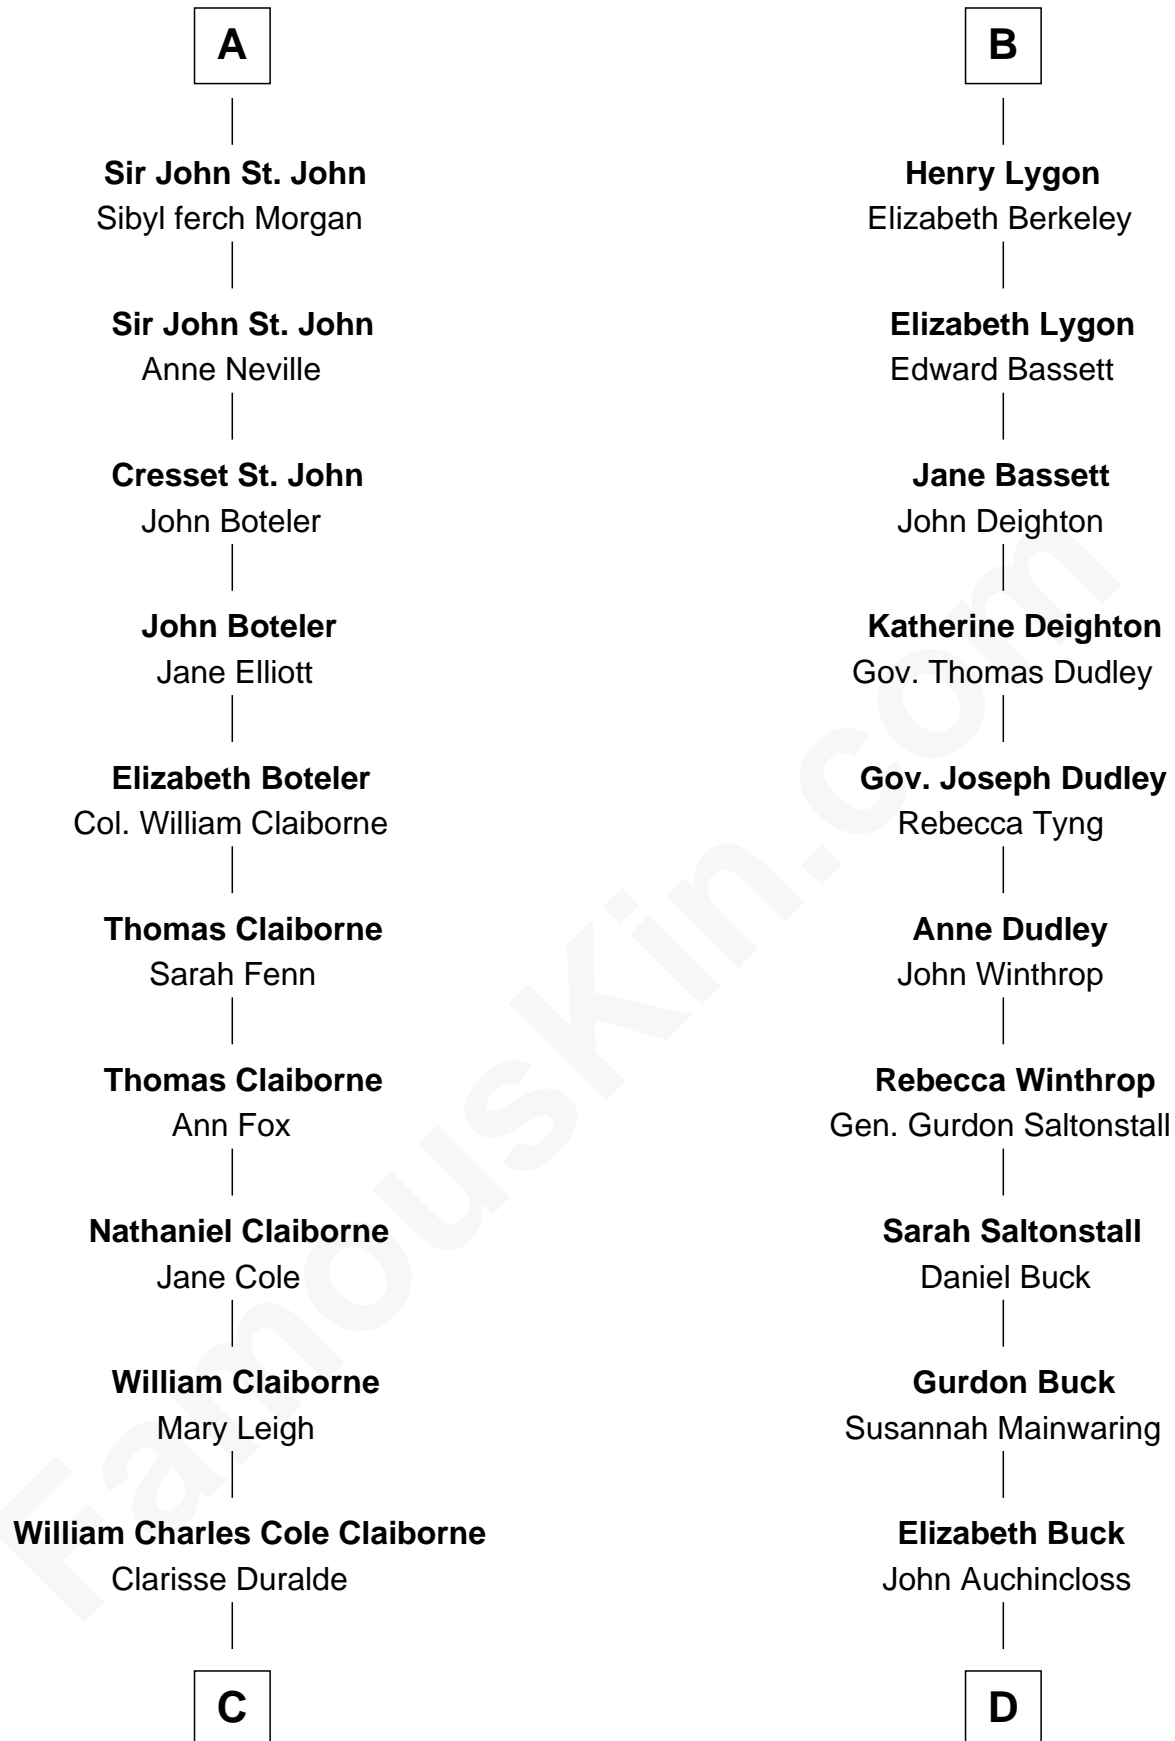 A
Sir John St. John
Sibyl ferch Morgan
Sir John St. John
Anne Neville
Cresset St. John
John Boteler
John Boteler
Jane Elliott
Elizabeth Boteler
Col. William Claiborne
Thomas Claiborne
Sarah Fenn
Thomas Claiborne
Ann Fox
Nathaniel Claiborne
Jane Cole
William Claiborne
Mary Leigh
William Charles Cole Claiborne
Clarisse Duralde
C
B
Henry Lygon
Elizabeth Berkeley
Elizabeth Lygon
Edward Bassett
Jane Bassett
John Deighton
Katherine Deighton
Gov. Thomas Dudley
Gov. Joseph Dudley
Rebecca Tyng
Anne Dudley
John Winthrop
Rebecca Winthrop
Gen. Gurdon Saltonstall
Sarah Saltonstall
Daniel Buck
Gurdon Buck
Susannah Mainwaring
Elizabeth Buck
John Auchincloss
D
FamousKin.com